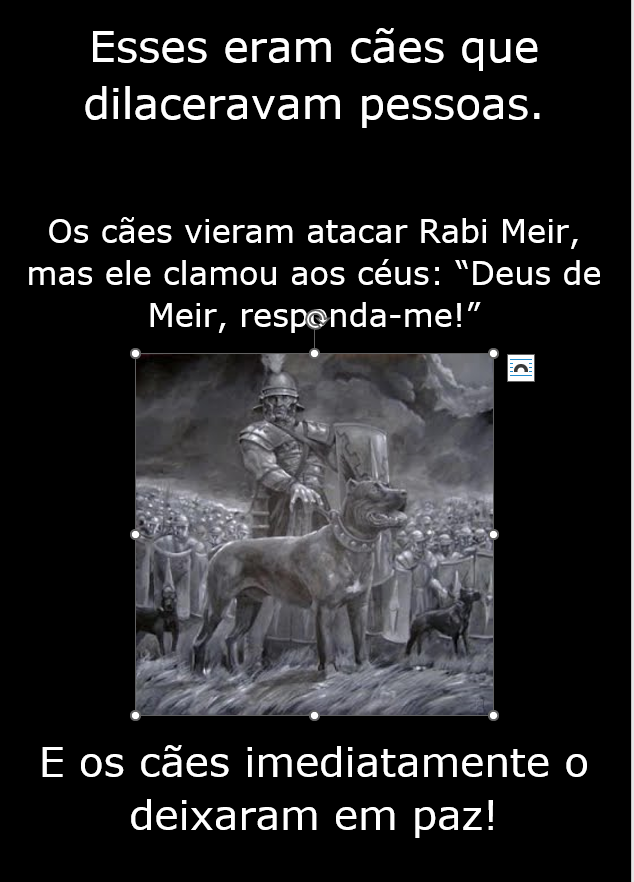 Esses eram cães que
dilaceravam pessoas.
Os cães vieram atacar Rabi Meir,
mas ele clamou aos céus: “Deus de
Meir, responda-me!”
E os cães imediatamente o
deixaram em paz!